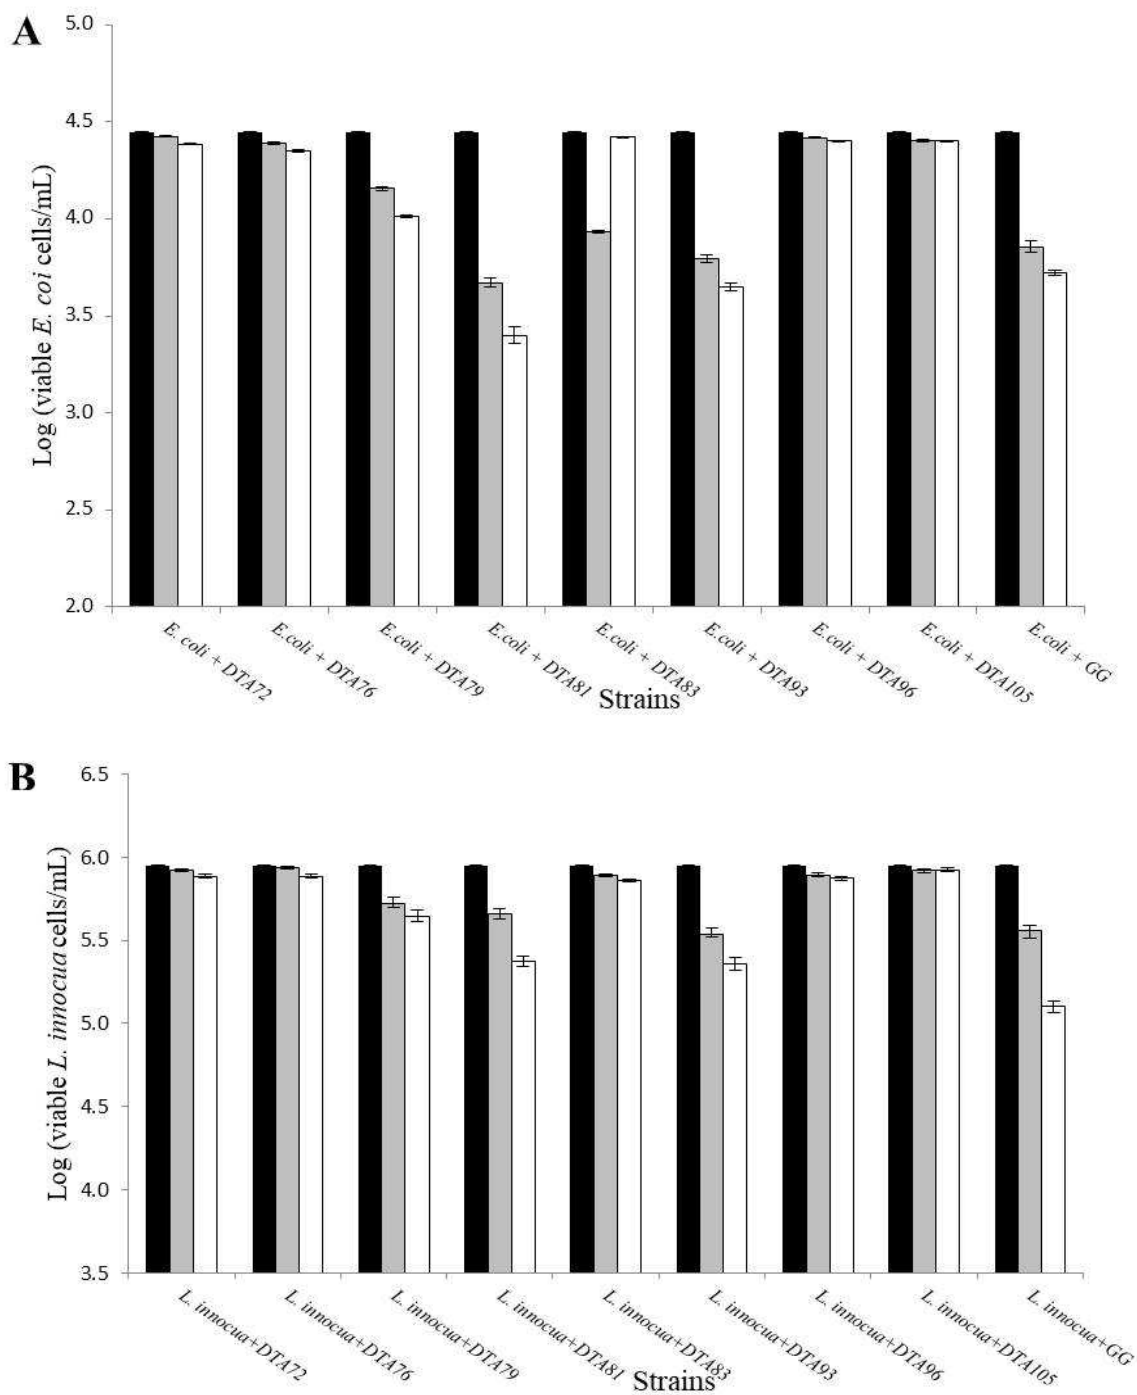 A
5.0
4.5
4.0
3.5
3.0
2.5
2.0
Log (viable E. coi cells/mL)
E. coli + DTA72
E.coli + DTA76
E.coli + DTA79
E.coli + DTA81
E.coli + DTA83
E.coli + DTA93
E.coli + DTA96
E.coli + DTA105
E.coli + GG
Strains
B
6.5
6.0
5.5
5.0
4.5
4.0
3.5
Log (viable L. innocua cells/mL)
L. innocua+DTA72
L. innocua+DTA76
L. innocua+DTA79
L. innocua+DTA81
L. innocua+DTA83
L. innocua+DTA93
L. innocua+DTA96
L. innocua+DTA105
L. innocua+GG
Strains